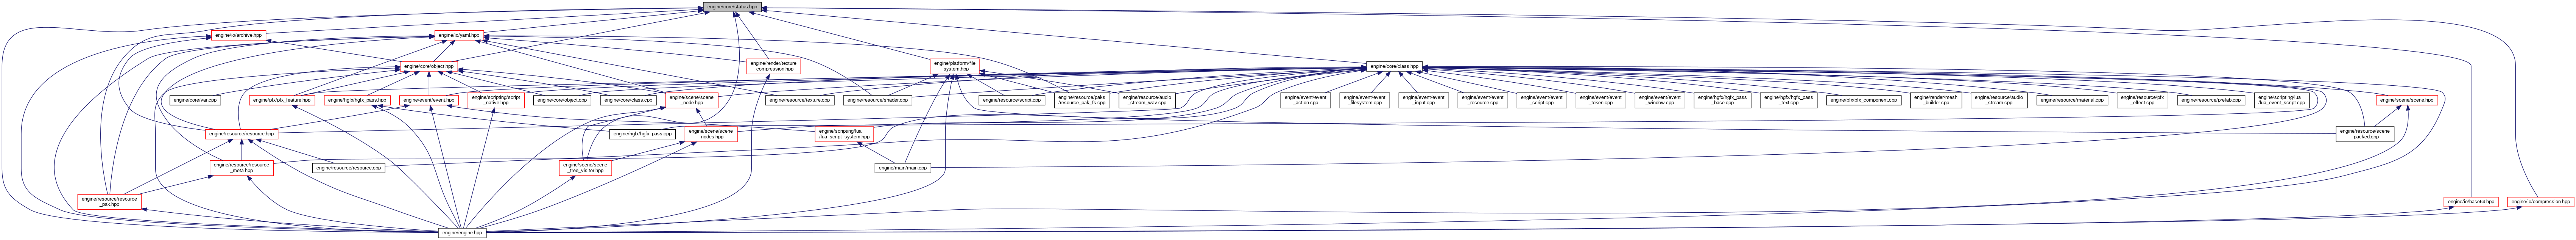 engine/core/status.hpp
engine/io/archive.hpp
engine/io/yaml.hpp
engine/core/object.hpp
engine/render/texture
_compression.hpp
engine/platform/file
_system.hpp
engine/core/class.hpp
engine/core/var.cpp
engine/pfx/pfx_feature.hpp
engine/hgfx/hgfx_pass.hpp
engine/event/event.hpp
engine/scripting/script
_native.hpp
engine/core/object.cpp
engine/core/class.cpp
engine/scene/scene
_node.hpp
engine/resource/texture.cpp
engine/resource/shader.cpp
engine/resource/script.cpp
engine/resource/paks
/resource_pak_fs.cpp
engine/resource/audio
_stream_wav.cpp
engine/event/event
_action.cpp
engine/event/event
_filesystem.cpp
engine/event/event
_input.cpp
engine/event/event
_resource.cpp
engine/event/event
_script.cpp
engine/event/event
_token.cpp
engine/event/event
_window.cpp
engine/hgfx/hgfx_pass
_base.cpp
engine/hgfx/hgfx_pass
_text.cpp
engine/pfx/pfx_component.cpp
engine/render/mesh
_builder.cpp
engine/resource/audio
_stream.cpp
engine/resource/material.cpp
engine/resource/pfx
_effect.cpp
engine/resource/prefab.cpp
engine/scripting/lua
/lua_event_script.cpp
engine/scene/scene.hpp
engine/resource/resource.hpp
engine/hgfx/hgfx_pass.cpp
engine/scene/scene
_nodes.hpp
engine/scripting/lua
/lua_script_system.hpp
engine/resource/scene
_packed.cpp
engine/resource/resource
_meta.hpp
engine/resource/resource.cpp
engine/scene/scene
_tree_visitor.hpp
engine/main/main.cpp
engine/resource/resource
_pak.hpp
engine/io/base64.hpp
engine/io/compression.hpp
engine/engine.hpp